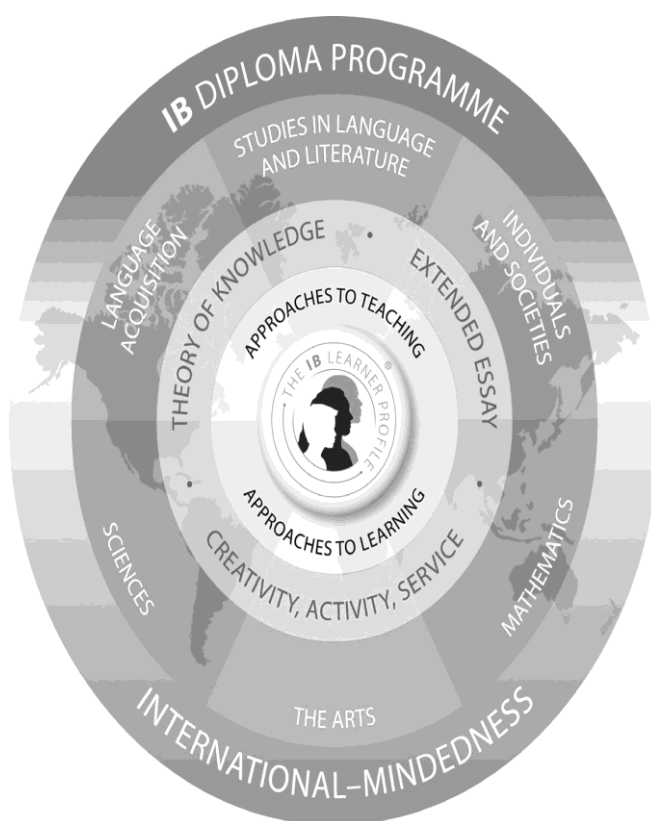 IB DIPLOMA PROGRAMME
STUDIES IN LANGUAGE
AND LITERATURE
LANGUAGE
ACQUISITION
INDIVIDUALS
AND SOCIETIES
THEORY OF KNOWLEDGE
•
EXTENDED ESSAY
APPROACHES TO TEACHING
THE IB LEARNER PROFILE
®
APPROACHES TO LEARNING
• CREATIVITY, ACTIVITY, SERVICE •
SCIENCES
MATHEMATICS
THE ARTS
INTERNATIONAL–MINDEDNESS